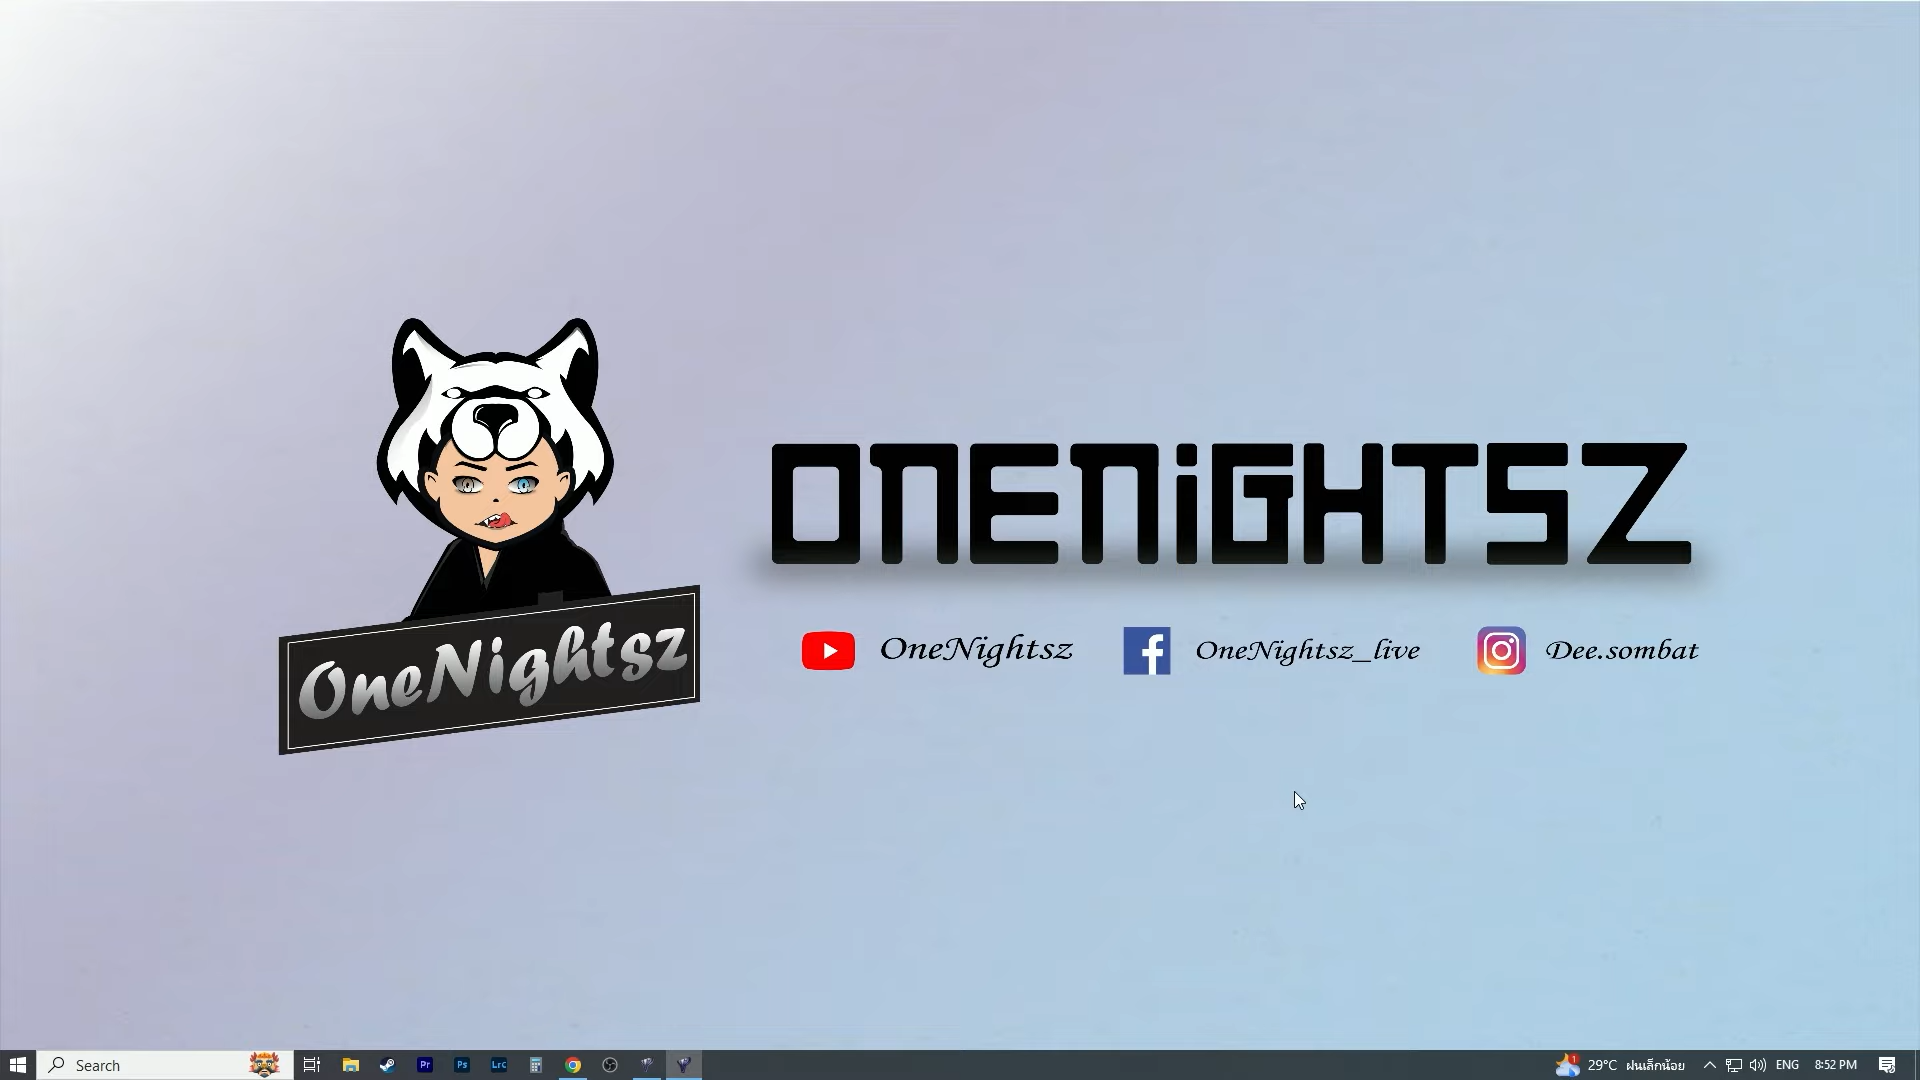 ONENiGHTSZ
OneNightsz
OneNightsz
OneNightsz_live
Dee.sombat
Search
Pr
Ps
LrC
1
29°C ฝนเล็กน้อย
ENG
8:52 PM